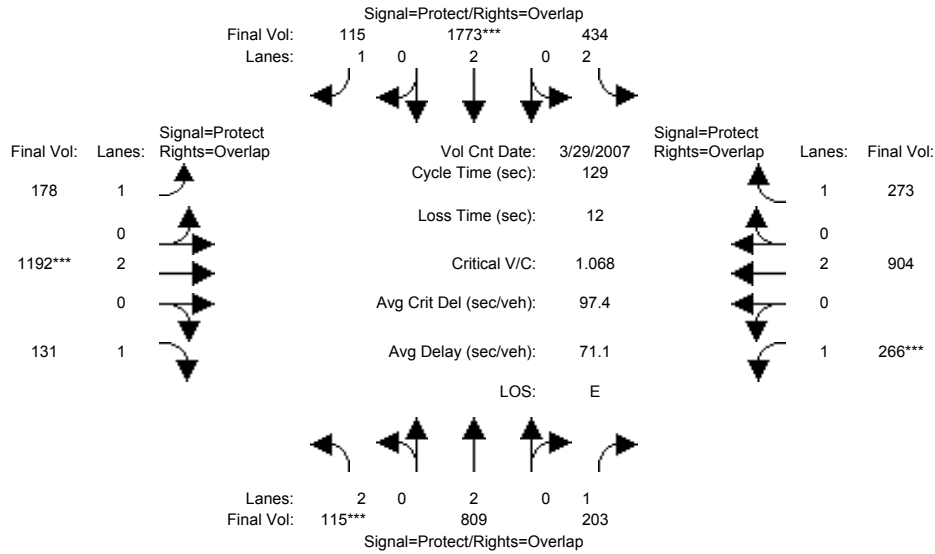 Signal=Protect/Rights=Overlap
Final Vol: 115 1773*** 434
Lanes: 1 0 2 0 2
Signal=Protect
Final Vol: Lanes: Rights=Overlap
Vol Cnt Date: 3/29/2007
Signal=Protect
Rights=Overlap Lanes: Final Vol:
Cycle Time (sec): 129
178 1
1 273
Loss Time (sec): 12
0
0
1192*** 2
Critical V/C: 1.068
2 904
0
Avg Crit Del (sec/veh): 97.4
0
131 1
Avg Delay (sec/veh): 71.1
1 266***
LOS: E
Lanes: 2 0 2 0 1
Final Vol: 115*** 809 203
Signal=Protect/Rights=Overlap